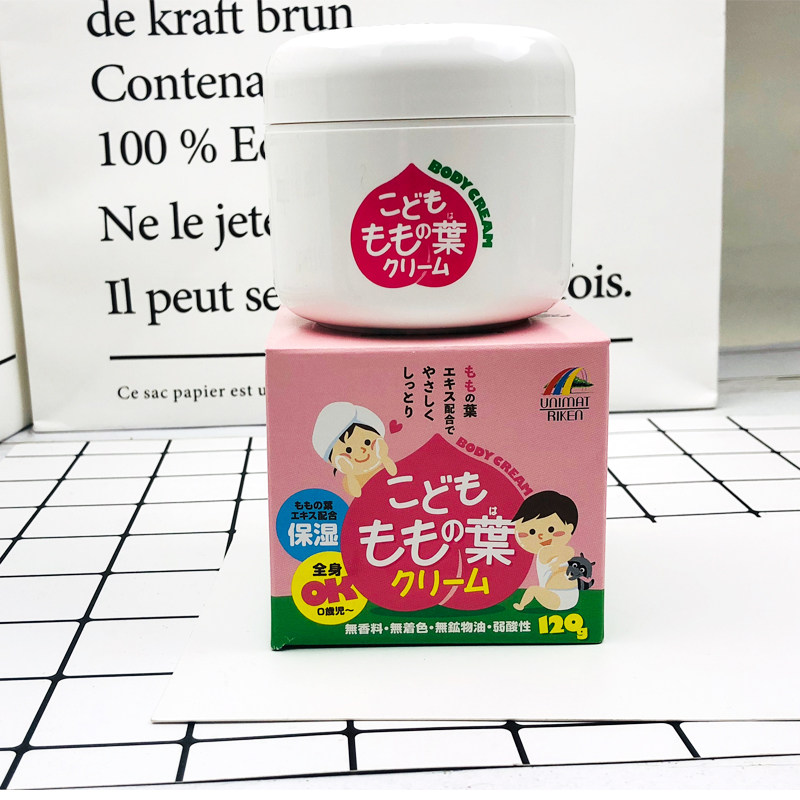 de kraft brun
Contena
100 % Ec
Ne le jete
Il peut se
fois.
Ce sac papier est u
BODY CREAM
こども
ももの葉
は
クリーム
ももの葉
エキス配合で
やさしく
しっとり
UNIMAT
RIKEN
BODY CREAM
こども
ももの葉
は
クリーム
ももの葉
エキス配合
保湿
全身
OK
0歳児～
無香料・無着色・無鉱物油・弱酸性
120g